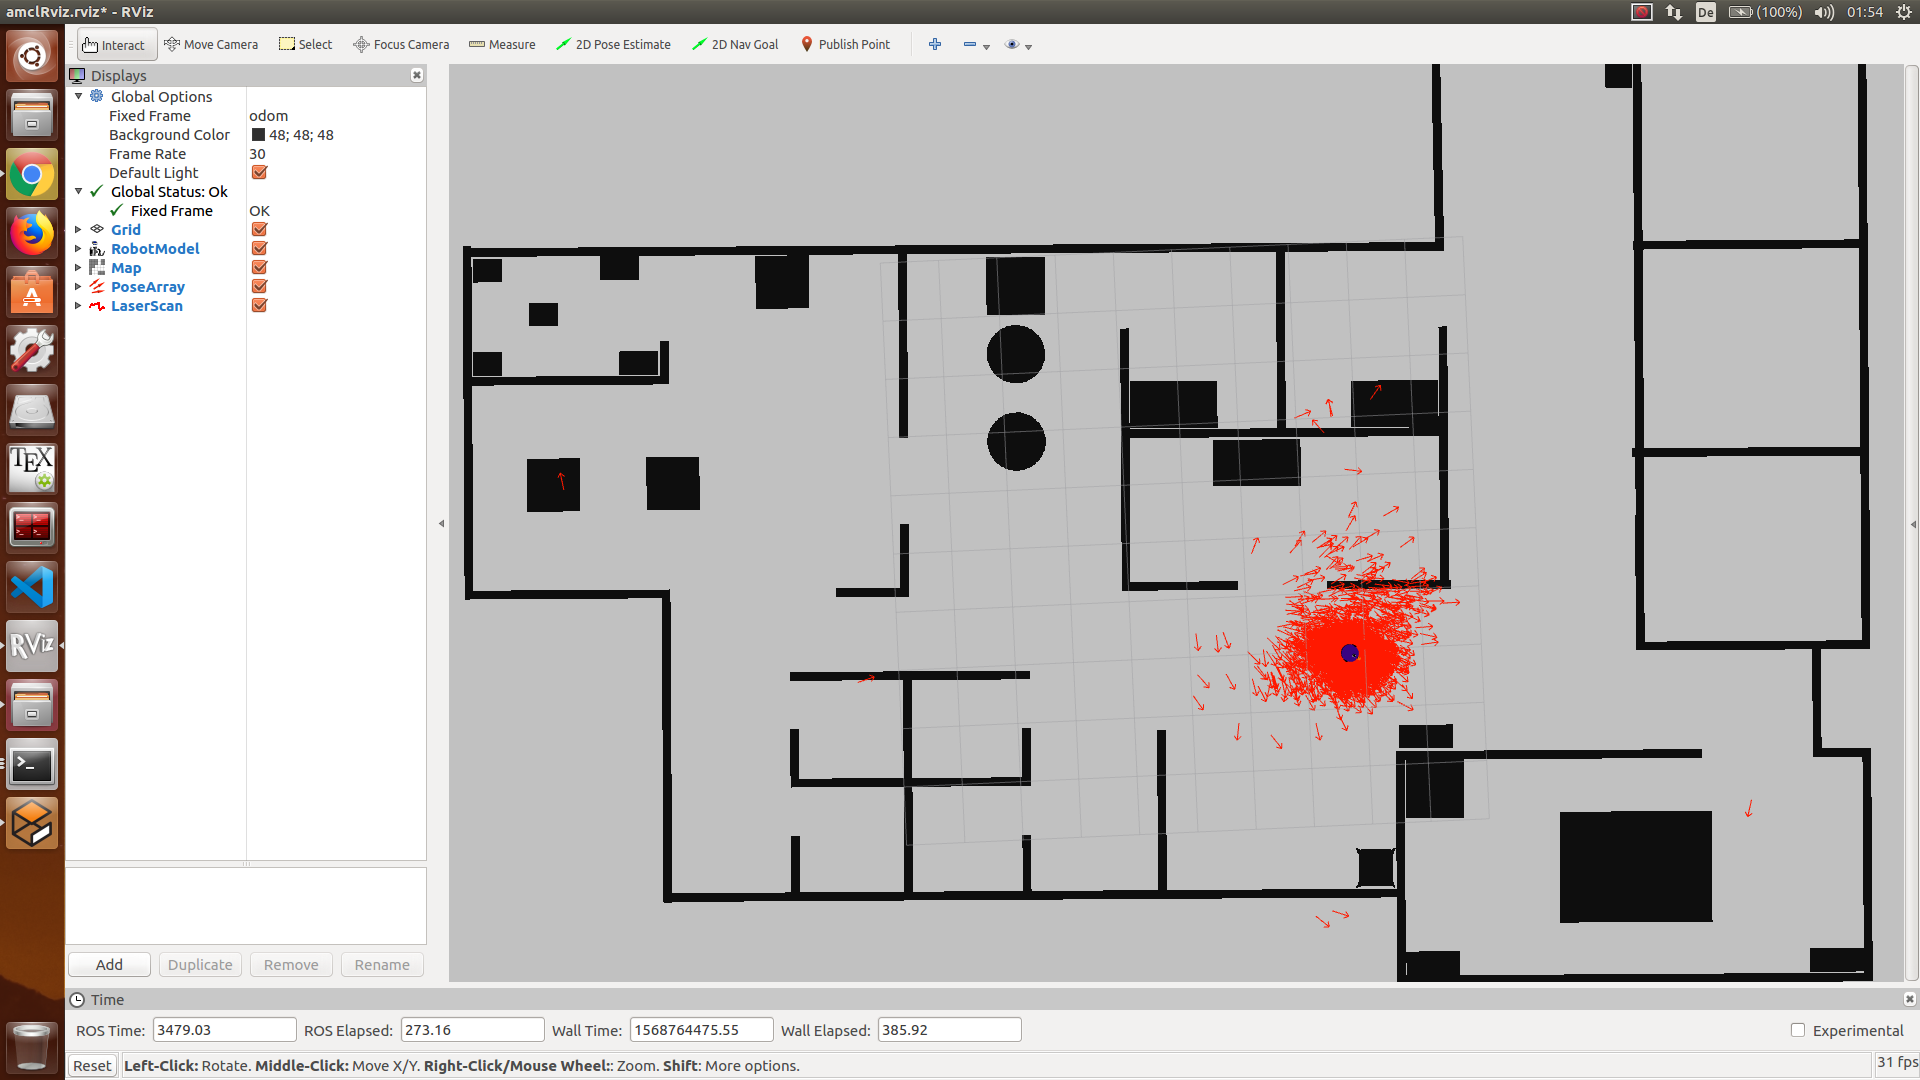 amclRviz.rviz* - RViz
De (100%) 01:54
Interact Move Camera Select Focus Camera Measure 2D Pose Estimate 2D Nav Goal Publish Point
Displays
Global Options
Fixed Frame odom
Background Color 48; 48; 48
Frame Rate 30
Default Light
Global Status: Ok
Fixed Frame OK
Grid
RobotModel
Map
PoseArray
LaserScan
TEX
RViz
Add Duplicate Remove Rename
Time
ROS Time: 3479.03 ROS Elapsed: 273.16 Wall Time: 1568764475.55 Wall Elapsed: 385.92 Experimental
Reset Left-Click: Rotate. Middle-Click: Move X/Y. Right-Click/Mouse Wheel:: Zoom. Shift: More options. 31 fps